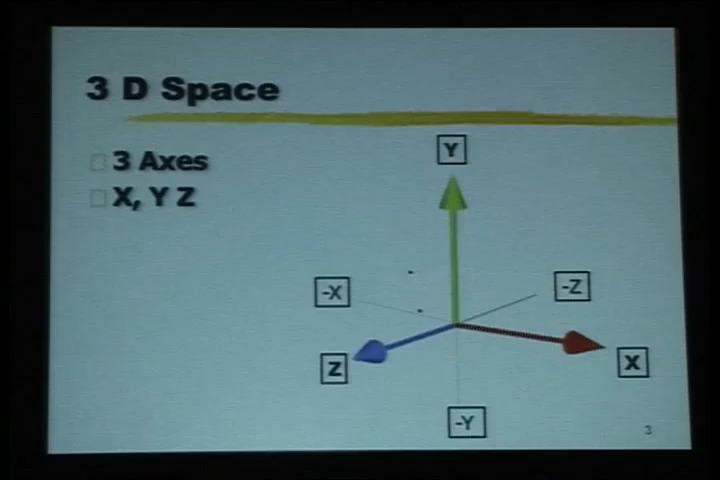 3 D Space
3 Axes
X, Y Z
Y
-X
-Z
Z
X
-Y
3